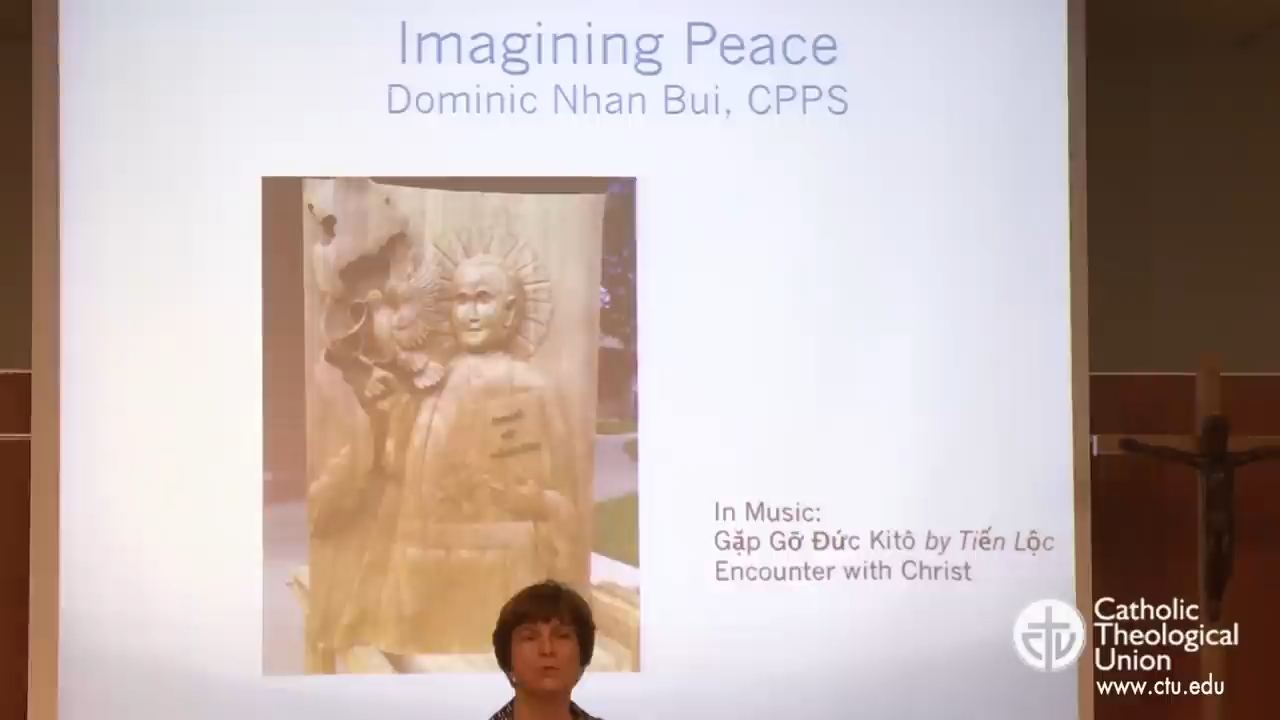 Imagining Peace
Dominic Nhan Bui, CPPS
三
In Music:
Gặp Gỡ Đức Kitô by Tiến Lộc
Encounter with Christ
Catholic
Theological
Union
www.ctu.edu